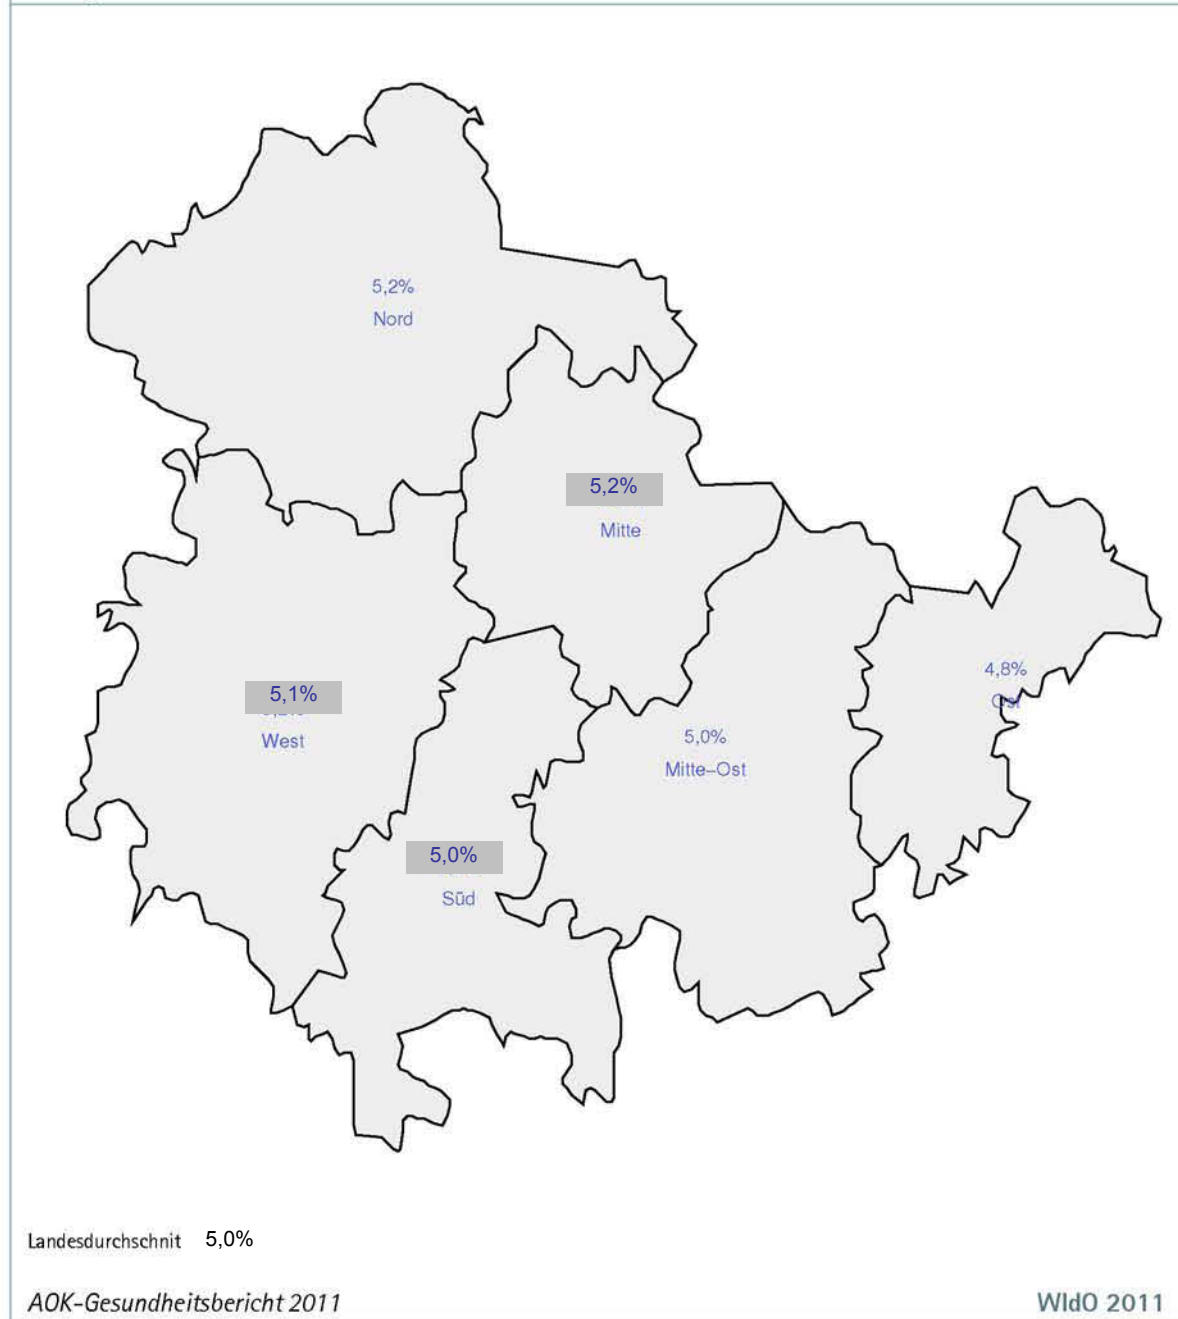 5,2%
Nord
5,2%
Mitte
4,8%
Ost
5,1%
West
5,0%
Mitte–Ost
5,0%
Süd
Landesdurchschnit 5,0%
AOK-Gesundheitsbericht 2011
WIdO 2011